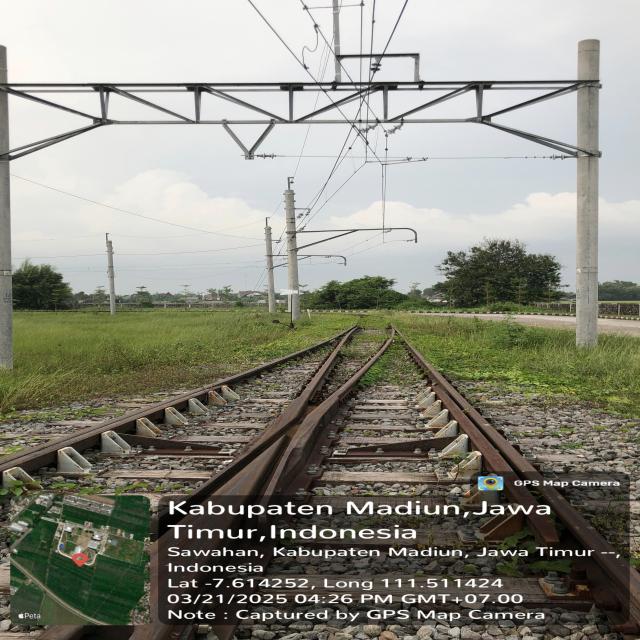 GPS Map Camera
Kabupaten Madiun,Jawa
Timur,Indonesia
Sawahan, Kabupaten Madiun, Jawa Timur --,
Indonesia
Lat -7.614252, Long 111.511424
03/21/2025 04:26 PM GMT+07.00
Note : Captured by GPS Map Camera
Peta